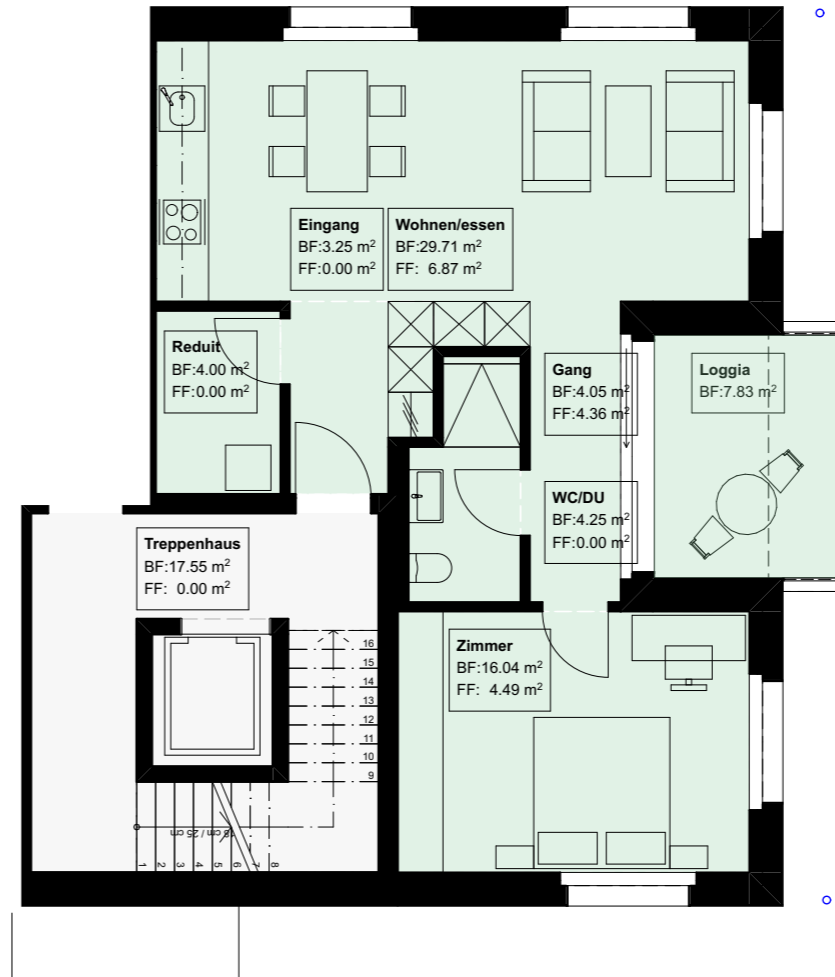 Eingang
BF:3.25 m²
FF:0.00 m²
Wohnen/essen
BF:29.71 m²
FF: 6.87 m²
Reduit
BF:4.00 m²
FF:0.00 m²
Gang
BF:4.05 m²
FF:4.36 m²
Loggia
BF:7.83 m²
WC/DU
BF:4.25 m²
FF:0.00 m²
Treppenhaus
BF:17.55 m²
FF: 0.00 m²
Zimmer
BF:16.04 m²
FF: 4.49 m²
16
15
14
13
12
11
10
9
18 cm / 25 cm
1 2 3 4 5 6 7 8